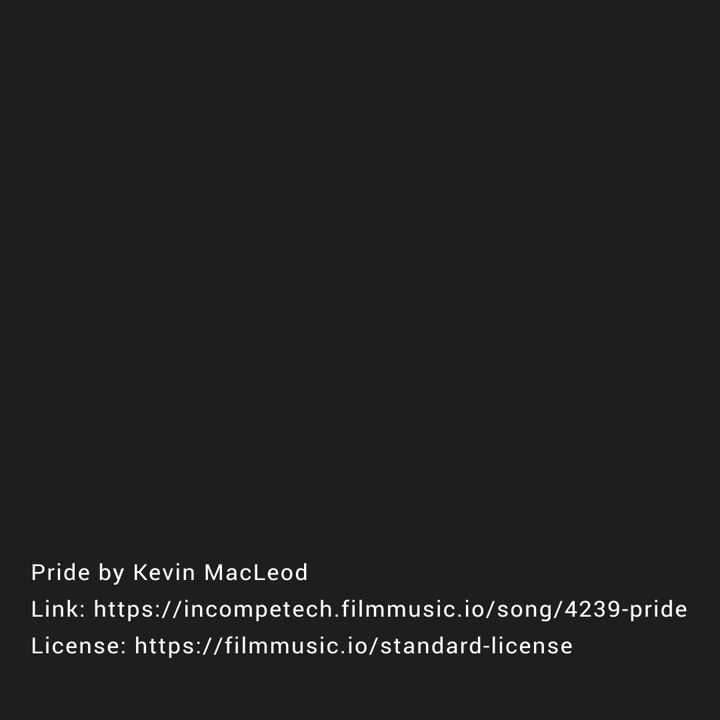 Pride by Kevin MacLeod
Link: https://incompetech.filmmusic.io/song/4239-pride
License: https://filmmusic.io/standard-license